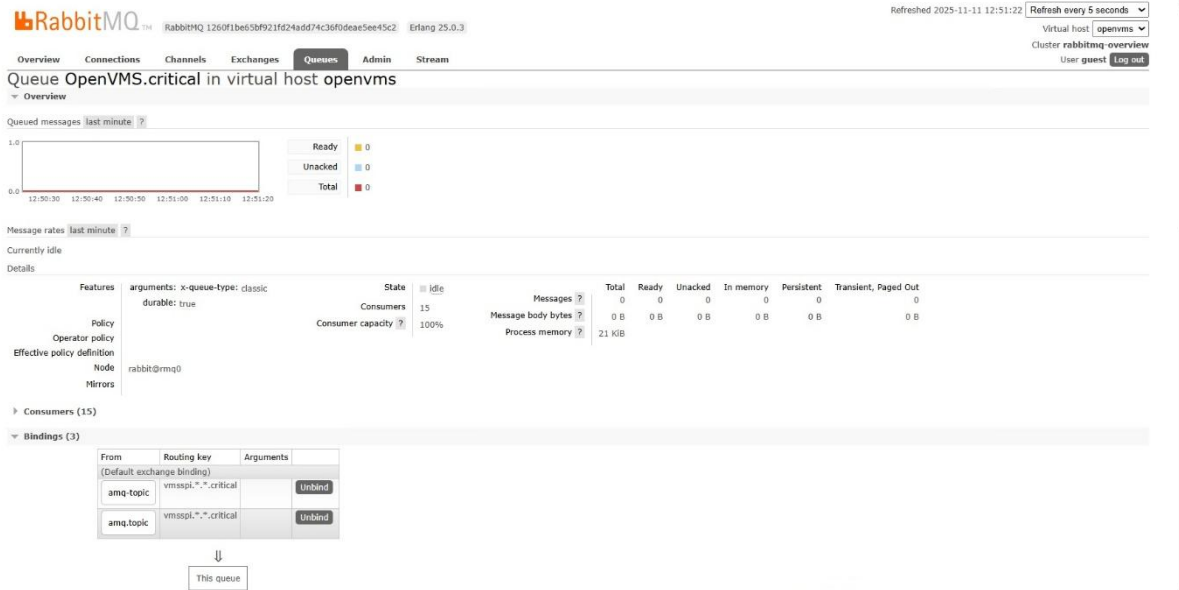 Refreshed 2025-11-11 12:51:22 Refresh every 5 seconds
RabbitMQ TM RabbitMQ 1260f1be65bf921fd24add74c36f0deae5ee45c2 Erlang 25.0.3
Virtual host openvms
Cluster rabbitmq-overview
User guest Log out
Overview Connections Channels Exchanges Queues Admin Stream
Queue OpenVMS.critical in virtual host openvms
Overview
Queued messages last minute ?
1.0
0.0
12:50:30 12:50:40 12:50:50 12:51:00 12:51:10 12:51:20
Ready 0
Unacked 0
Total 0
Message rates last minute ?
Currently idle
Details
Features arguments: x-queue-type: classic
durable: true
Policy
Operator policy
Effective policy definition
Node rabbit@rmq0
Mirrors
State idle
Consumers 15
Consumer capacity ? 100%
Total Ready Unacked In memory Persistent Transient, Paged Out
Messages ? 0 0 0 0 0 0
Message body bytes ? 0 B 0 B 0 B 0 B 0 B 0 B
Process memory ? 21 KiB
Consumers (15)
Bindings (3)
From Routing key Arguments
(Default exchange binding)
amq-topic vmsspi.*.*.critical Unbind
amq.topic vmsspi.*.*.critical Unbind
⇓
This queue